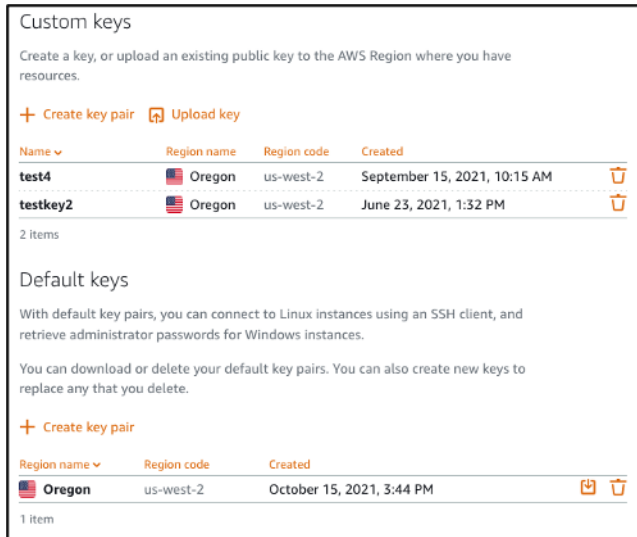 Custom keys
Create a key, or upload an existing public key to the AWS Region where you have
resources.
Create key pair Upload key
Name Region name Region code Created
test4 Oregon us-west-2 September 15, 2021, 10:15 AM
testkey2 Oregon us-west-2 June 23, 2021, 1:32 PM
2 items
Default keys
With default key pairs, you can connect to Linux instances using an SSH client, and
retrieve administrator passwords for Windows instances.
You can download or delete your default key pairs. You can also create new keys to
replace any that you delete.
Create key pair
Region name Region code Created
Oregon us-west-2 October 15, 2021, 3:44 PM
1 item